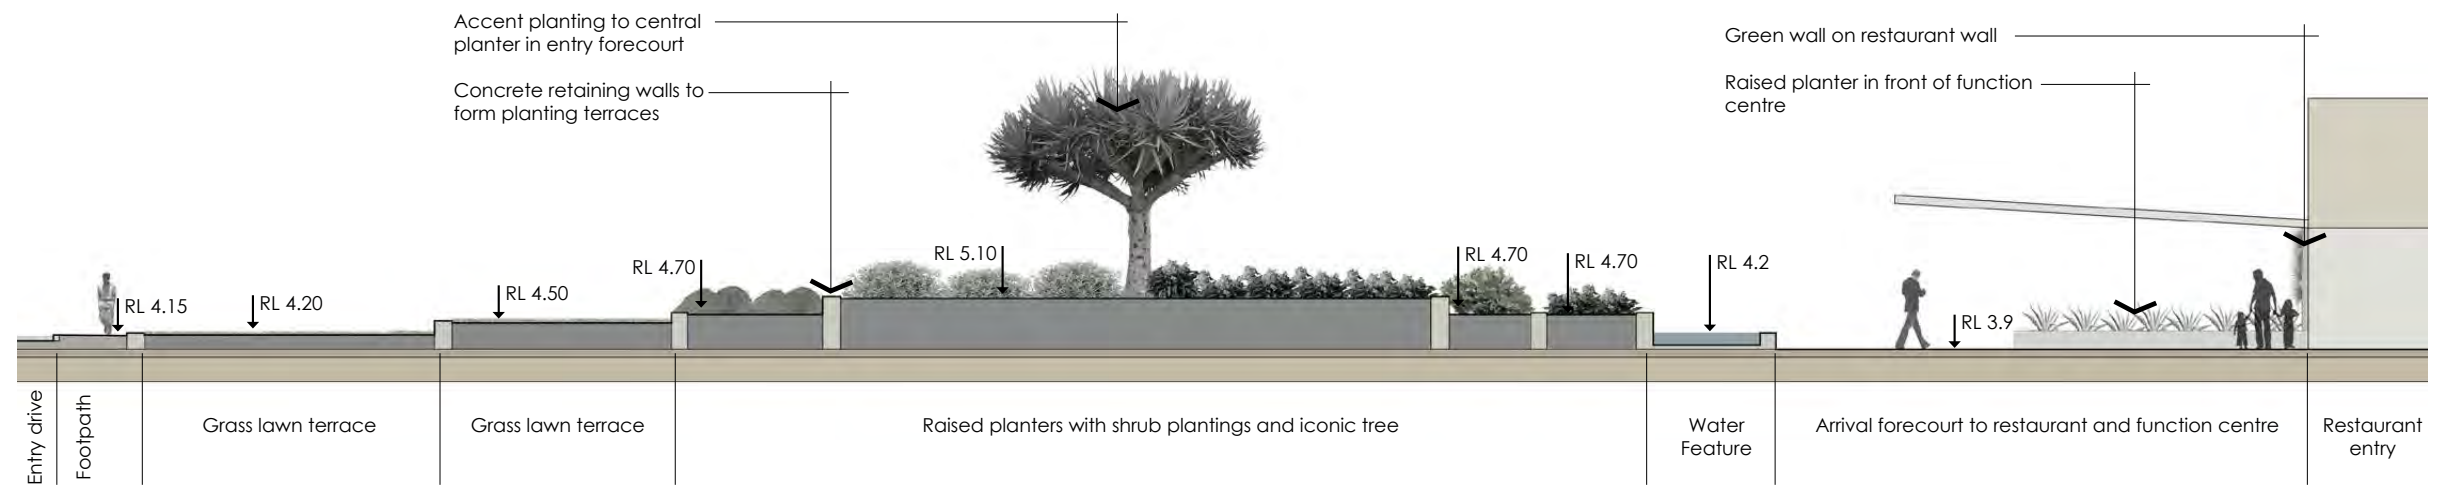 Accent planting to central
planter in entry forecourt
Concrete retaining walls to
form planting terraces
Green wall on restaurant wall
Raised planter in front of function
centre
RL 4.15
RL 4.20
RL 4.50
RL 4.70
RL 5.10
RL 4.70
RL 4.70
RL 4.2
RL 3.9
Entry drive
Footpath
Grass lawn terrace
Grass lawn terrace
Raised planters with shrub plantings and iconic tree
Water
Feature
Arrival forecourt to restaurant and function centre
Restaurant
entry